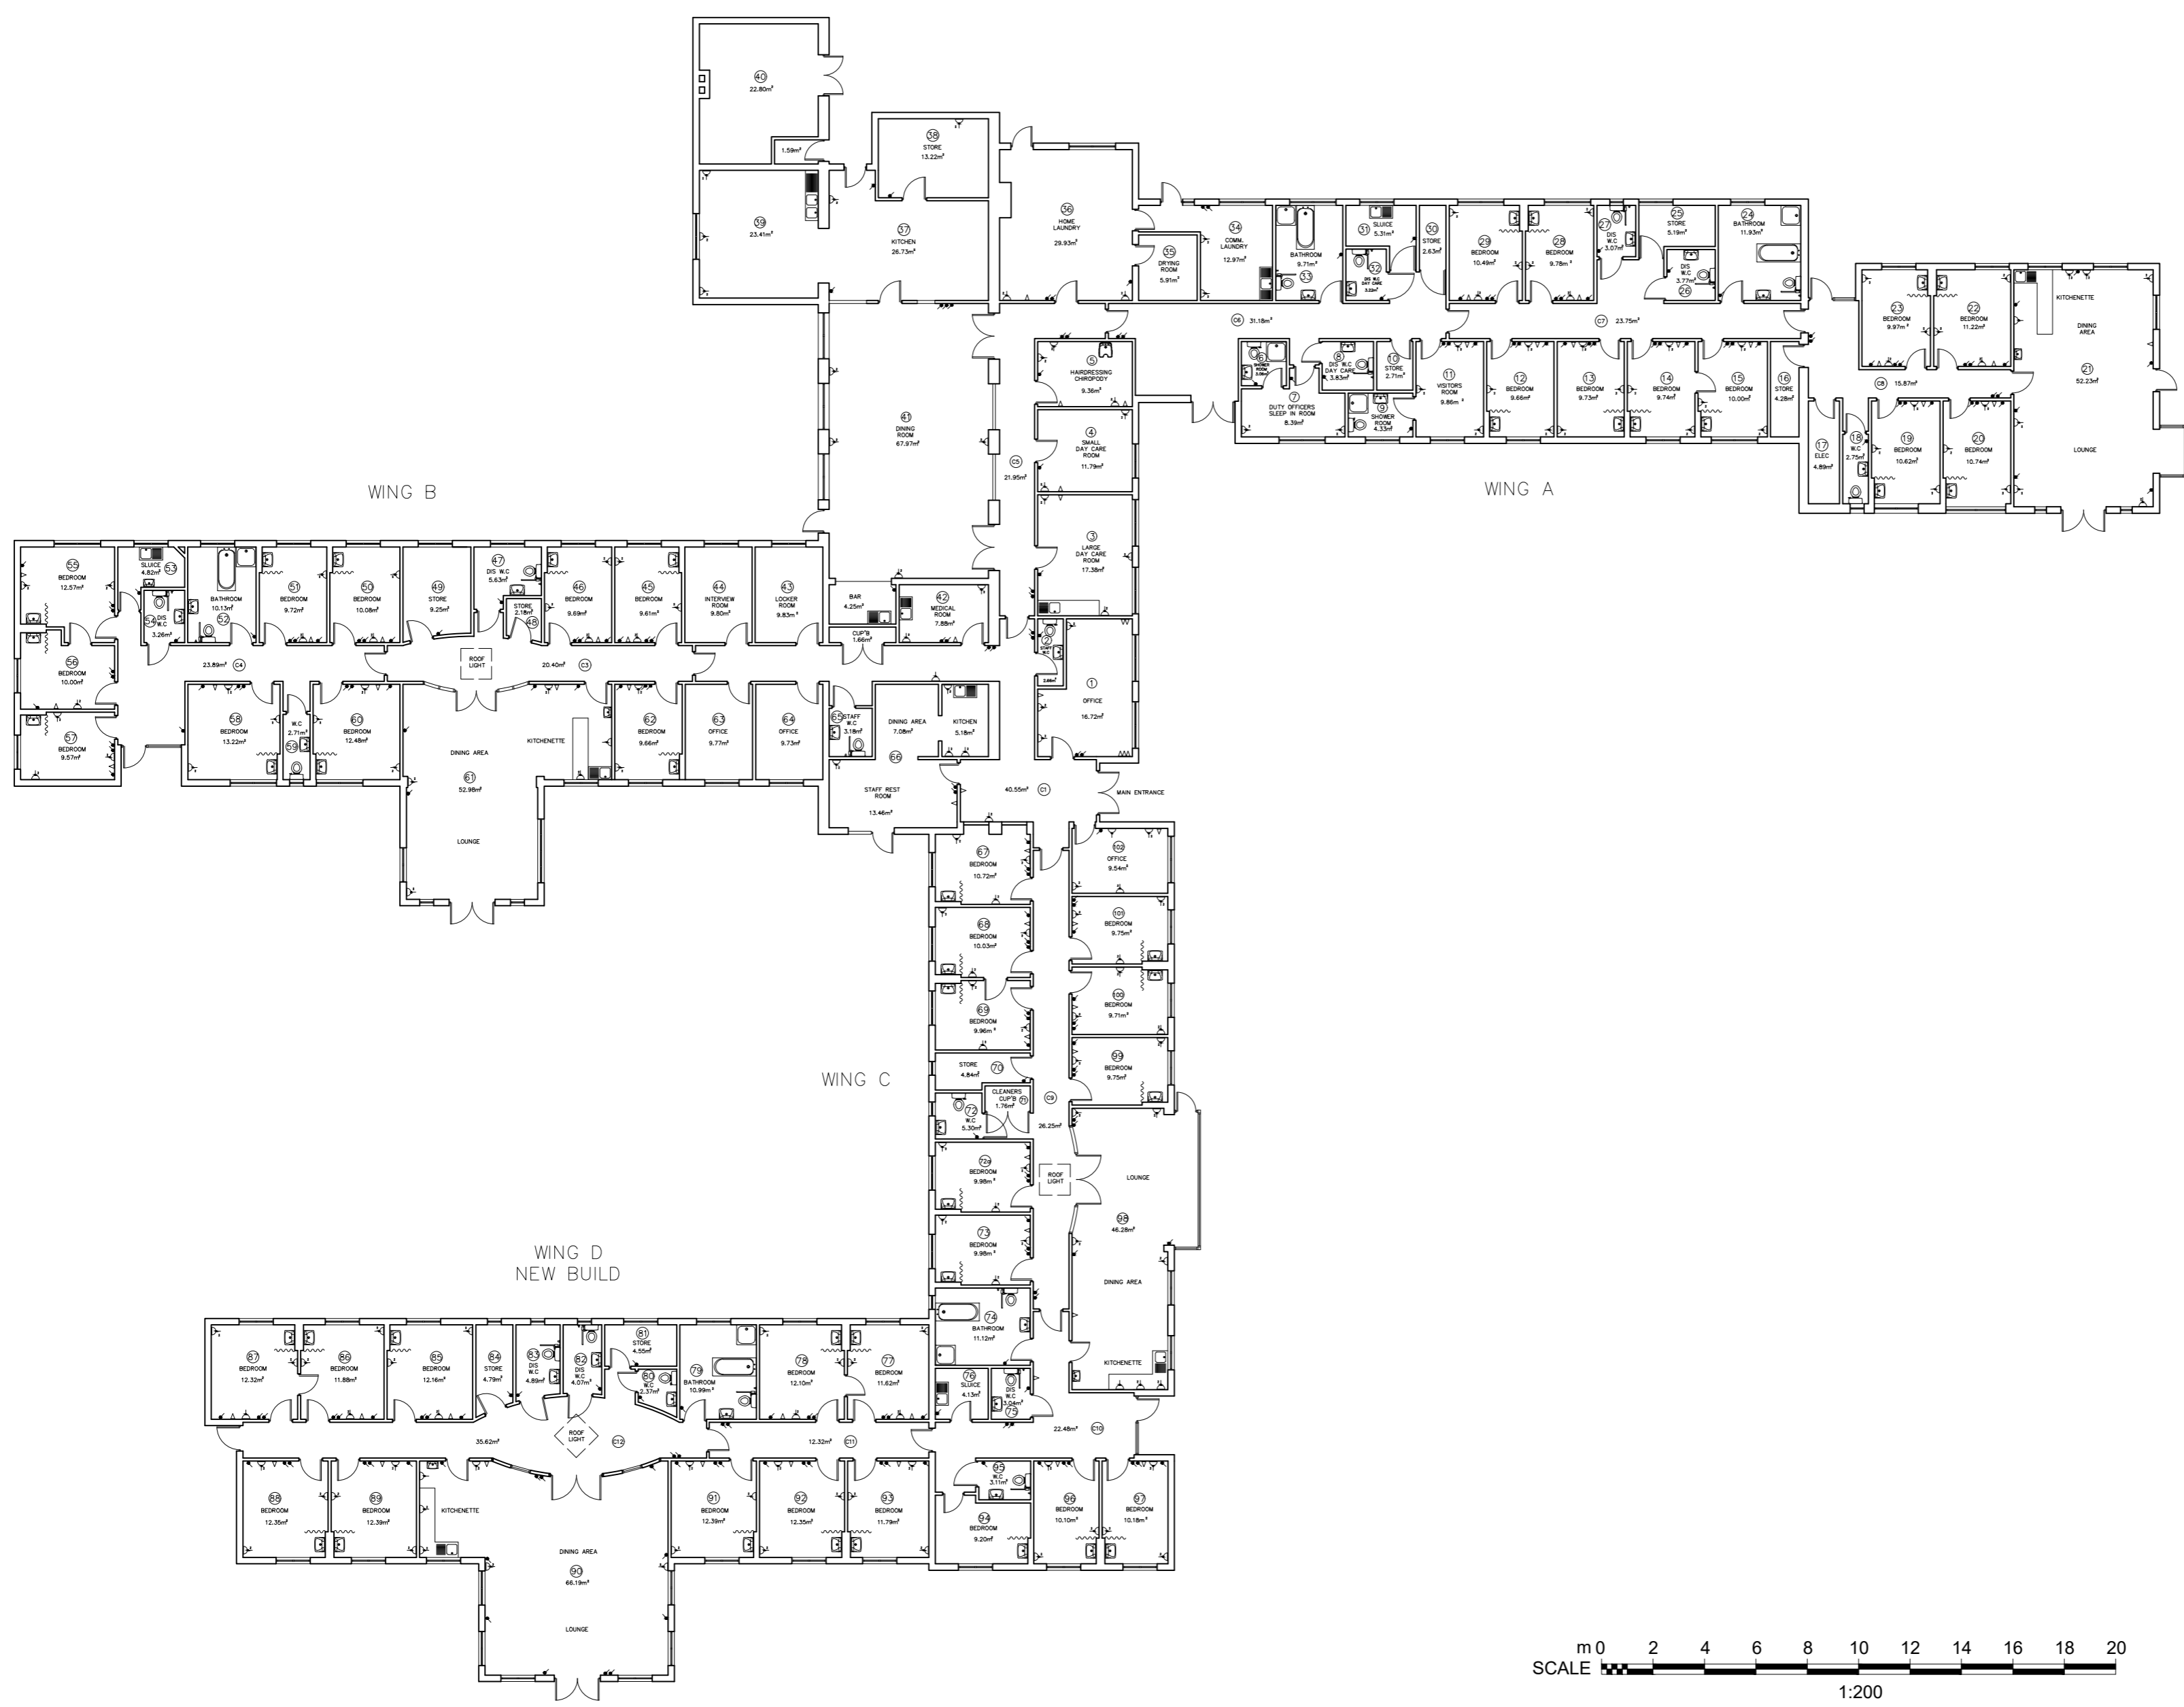 40
22.80m²
1.59m²
38
STORE
13.22m²
39
23.41m²
37
KITCHEN
26.73m²
36
HOME
LAUNDRY
29.93m²
35
DRYING
ROOM
5.91m²
34
COMM.
LAUNDRY
12.97m²
BATHROOM
9.71m²
33
31
SLUICE
5.31m²
32
DIS W.C
DAY CARE
30
STORE
2.63m²
29
BEDROOM
10.49m²
28
BEDROOM
9.78m²
27
DIS
W.C
3.07m²
25
STORE
5.19m²
DIS
W.C
3.77m²
26
24
BATHROOM
11.93m²
23
BEDROOM
9.97m²
22
BEDROOM
11.22m²
KITCHENETTE
DINING
AREA
21
52.23m²
LOUNGE
C6 31.18m²
C7 23.75m²
C8 15.87m²
5
HAIRDRESSING
CHIROPODY
9.36m²
6
SHOWER
ROOM
7
DUTY OFFICERS
SLEEP IN ROOM
8.39m²
8
DIS W.C
DAY CARE
3.83m²
9
SHOWER
ROOM
4.33m²
10
STORE
2.71m²
11
VISITORS
ROOM
9.86m²
12
BEDROOM
9.66m²
13
BEDROOM
9.73m²
14
BEDROOM
9.74m²
15
BEDROOM
10.00m²
16
STORE
4.28m²
17
ELEC
4.89m²
18
W.C
2.75m²
19
BEDROOM
10.62m²
20
BEDROOM
10.74m²
WING A
WING B
41
DINING
ROOM
67.97m²
C5
21.95m²
4
SMALL
DAY CARE
ROOM
11.79m²
3
LARGE
DAY CARE
ROOM
17.38m²
2
STAFF
W.C
1
OFFICE
16.72m²
55
BEDROOM
12.57m²
SLUICE
4.82m²
53
54
DIS
W.C
3.26m²
BATHROOM
10.13m²
52
51
BEDROOM
9.72m²
50
BEDROOM
10.08m²
49
STORE
9.25m²
47
DIS W.C
5.63m²
STORE
2.18m²
48
46
BEDROOM
9.69m²
45
BEDROOM
9.61m²
44
INTERVIEW
ROOM
9.80m²
43
LOCKER
ROOM
9.83m²
BAR
4.25m²
CUP'B
1.66m²
42
MEDICAL
ROOM
7.88m²
56
BEDROOM
10.00m²
23.89m² C4
ROOF
LIGHT
20.40m² C3
57
BEDROOM
9.57m²
58
BEDROOM
13.22m²
W.C
2.71m²
59
60
BEDROOM
12.48m²
DINING AREA
61
52.98m²
KITCHENETTE
LOUNGE
62
BEDROOM
9.66m²
63
OFFICE
9.77m²
64
OFFICE
9.73m²
65
STAFF
W.C
3.18m²
DINING AREA
7.08m²
KITCHEN
5.18m²
66
STAFF REST
ROOM
13.46m²
40.55m² C1
MAIN ENTRANCE
67
BEDROOM
10.72m²
102
OFFICE
9.54m²
68
BEDROOM
10.03m²
101
BEDROOM
9.75m²
69
BEDROOM
9.96m²
100
BEDROOM
9.71m²
STORE
4.84m²
70
99
BEDROOM
9.75m²
WING C
CLEANERS
CUP'B
1.76m²
71
72
W.C
5.30m²
C9
26.25m²
72a
BEDROOM
9.98m²
ROOF
LIGHT
LOUNGE
98
46.28m²
73
BEDROOM
9.98m²
DINING AREA
74
BATHROOM
11.12m²
KITCHENETTE
76
SLUICE
4.13m²
DIS
W.C
3.04m²
75
22.48m² C10
WING D
NEW BUILD
87
BEDROOM
12.32m²
86
BEDROOM
11.88m²
85
BEDROOM
12.16m²
84
STORE
4.79m²
83
DIS
W.C
4.89m²
82
DIS
W.C
4.07m²
81
STORE
4.55m²
80
W.C
2.37m²
79
BATHROOM
10.99m²
78
BEDROOM
12.10m²
77
BEDROOM
11.62m²
35.62m²
ROOF
LIGHT
C12
12.32m² C11
88
BEDROOM
12.35m²
89
BEDROOM
12.39m²
KITCHENETTE
DINING AREA
90
66.19m²
LOUNGE
91
BEDROOM
12.39m²
92
BEDROOM
12.35m²
93
BEDROOM
11.79m²
95
W.C
3.11m²
94
BEDROOM
9.20m²
96
BEDROOM
10.10m²
97
BEDROOM
10.18m²
m 0 2 4 6 8 10 12 14 16 18 20
SCALE
1:200